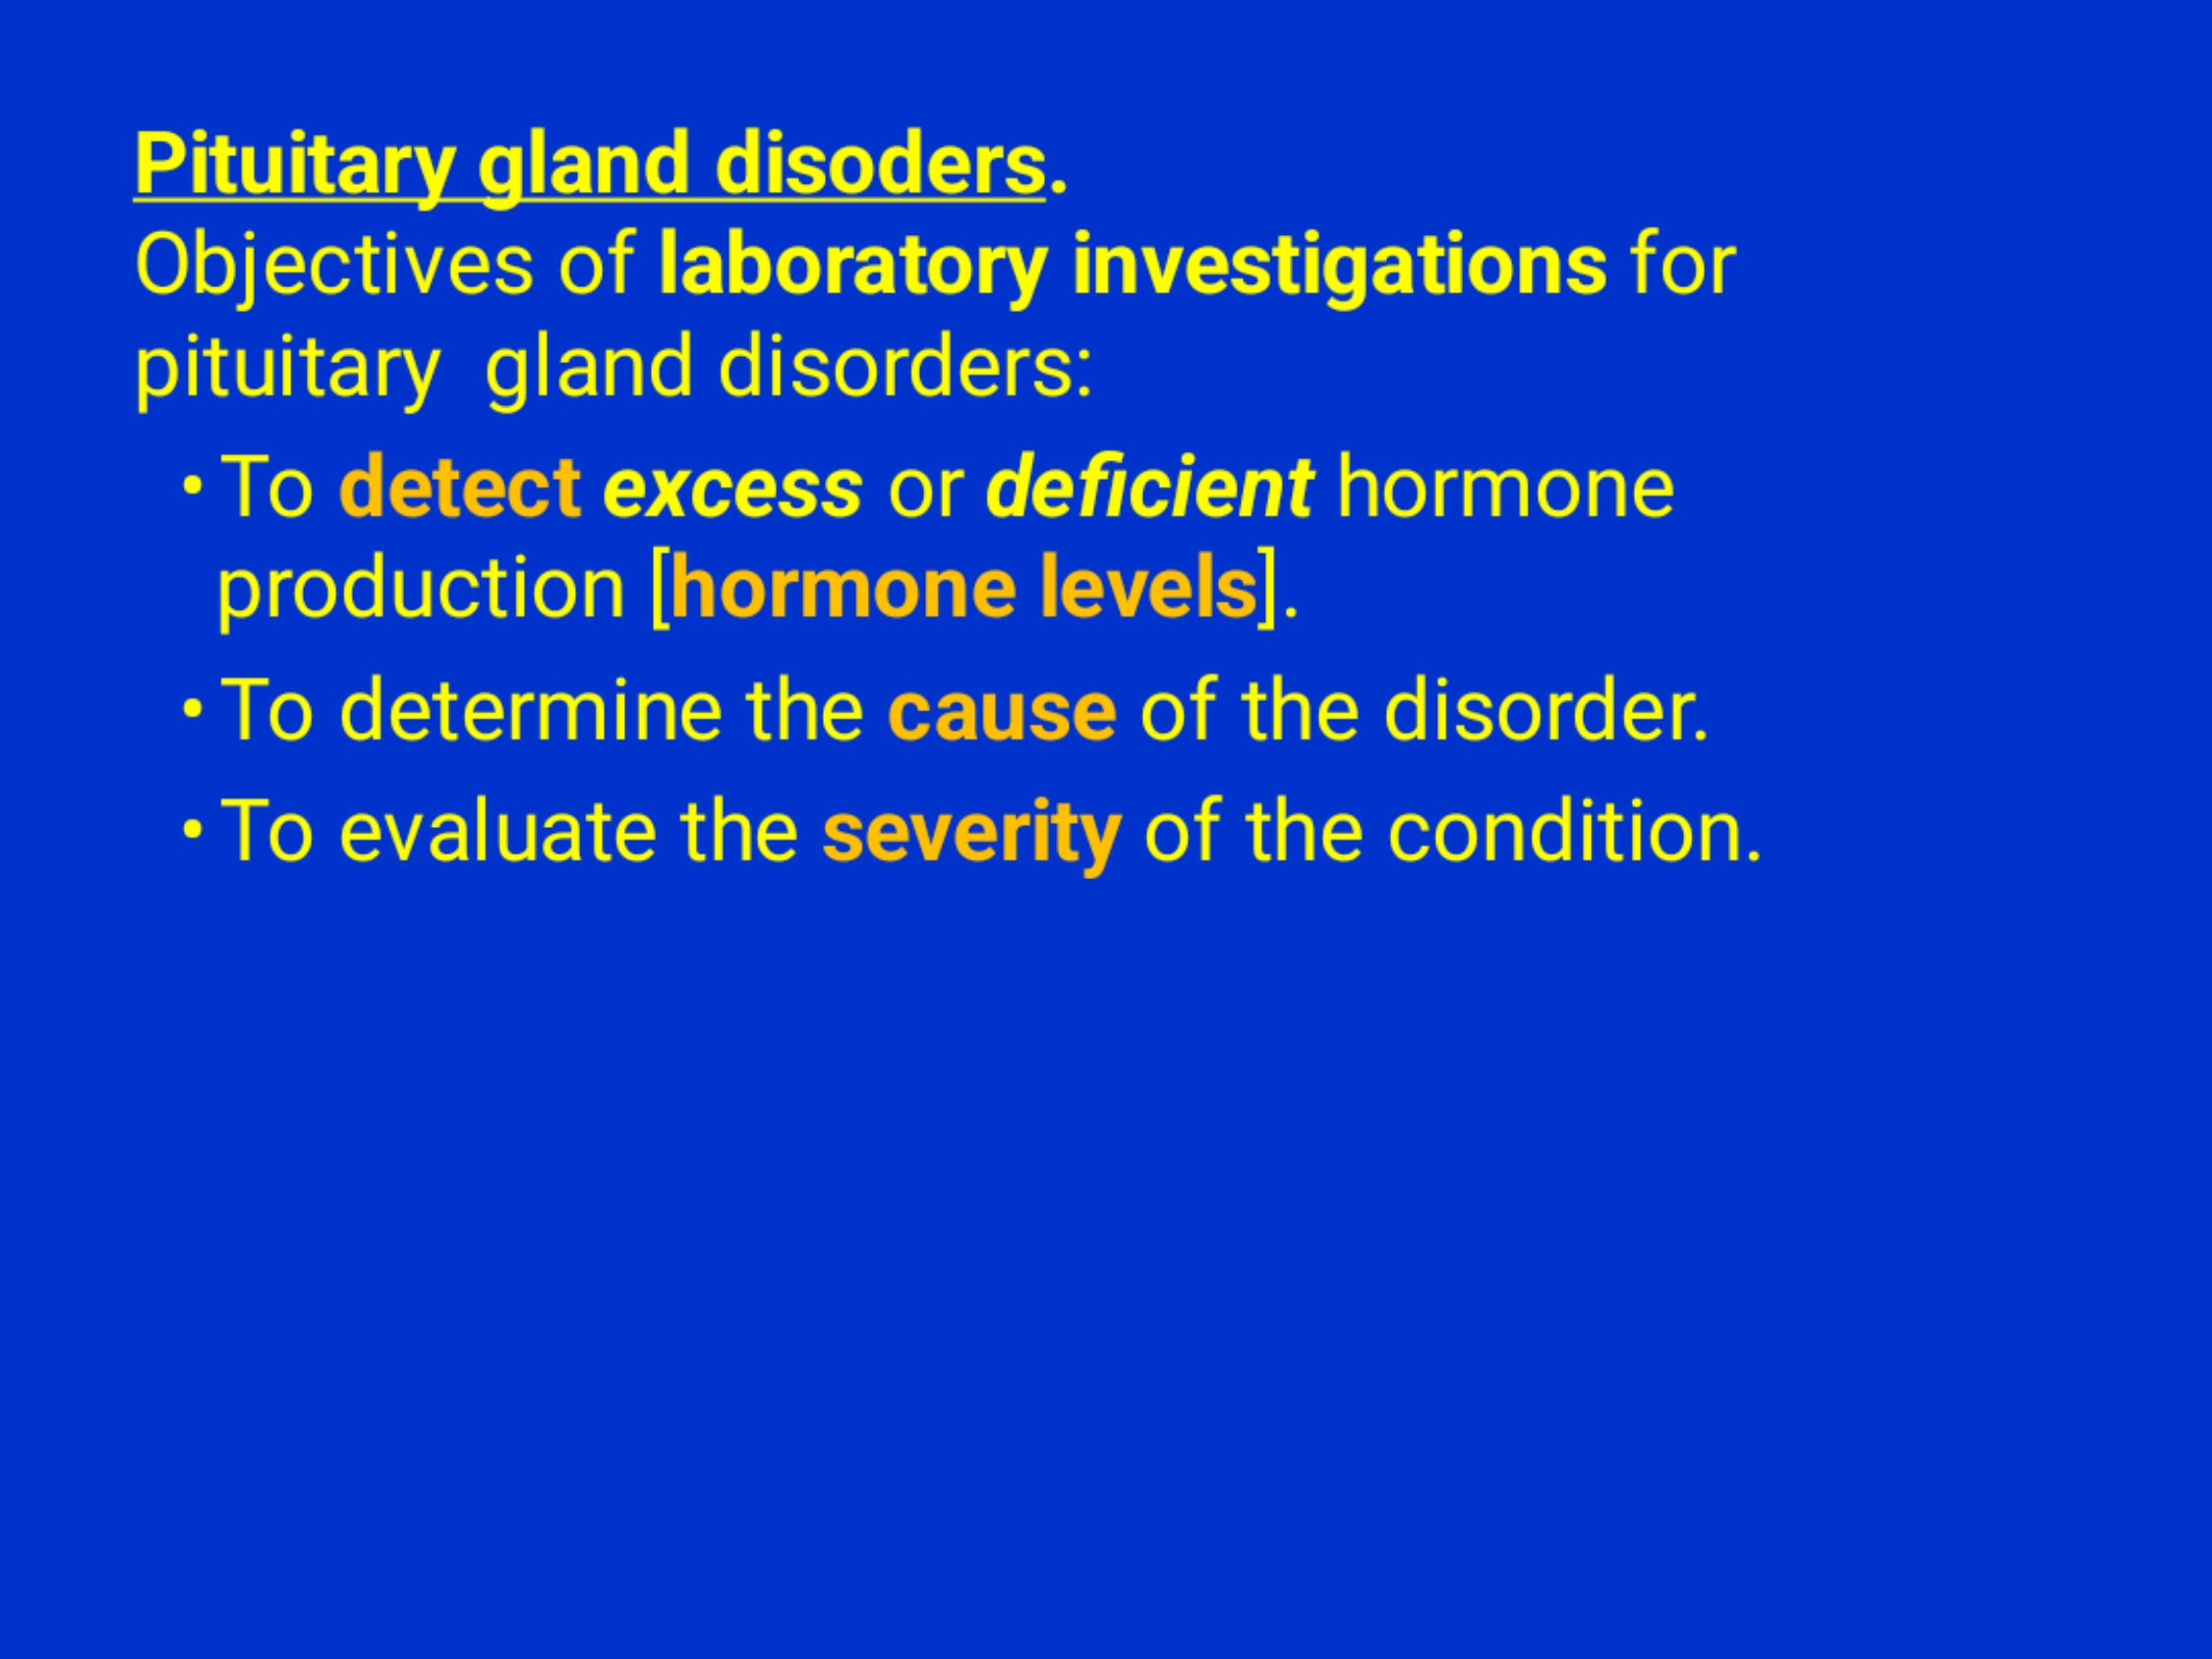 Pituitary gland disoders.
Objectives of laboratory investigations for
pituitary  gland disorders:
• To detect excess or deficient hormone
production [hormone levels].
• To determine the cause of the disorder.
• To evaluate the severity of the condition.